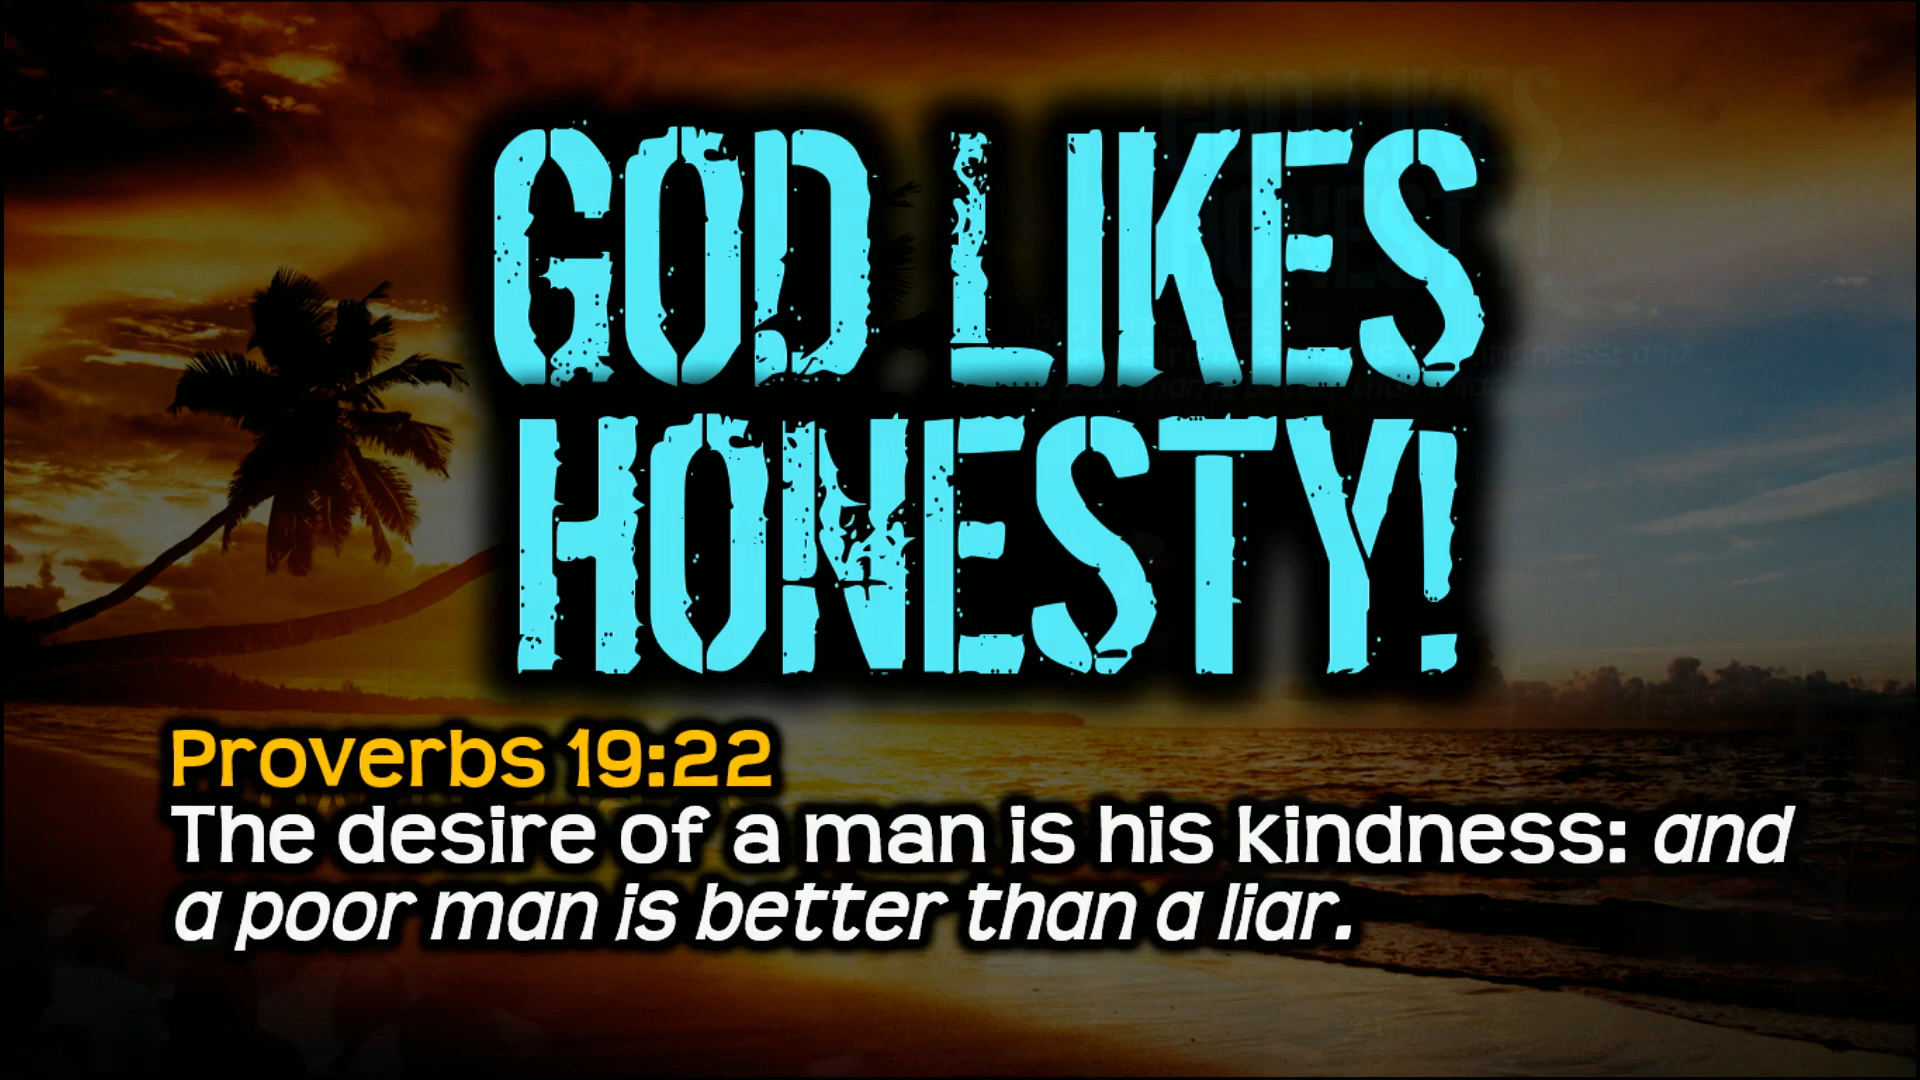 GOD LIKES
HONESTY!
Proverbs 19:22
The desire of a man is his kindness: and
a poor man is better than a liar.